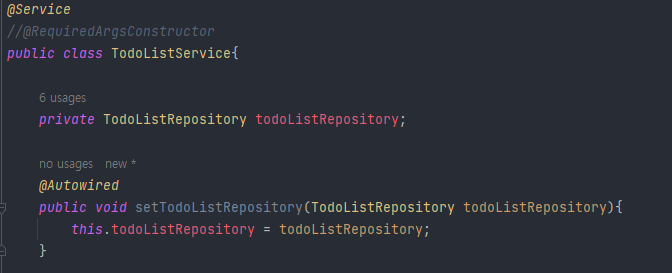 @Service
//@RequiredArgsConstructor
public class TodoListService{
6 usages
private TodoListRepository todoListRepository;
no usages new *
@Autowired
public void setTodoListRepository(TodoListRepository todoListRepository){
this.todoListRepository = todoListRepository;
}